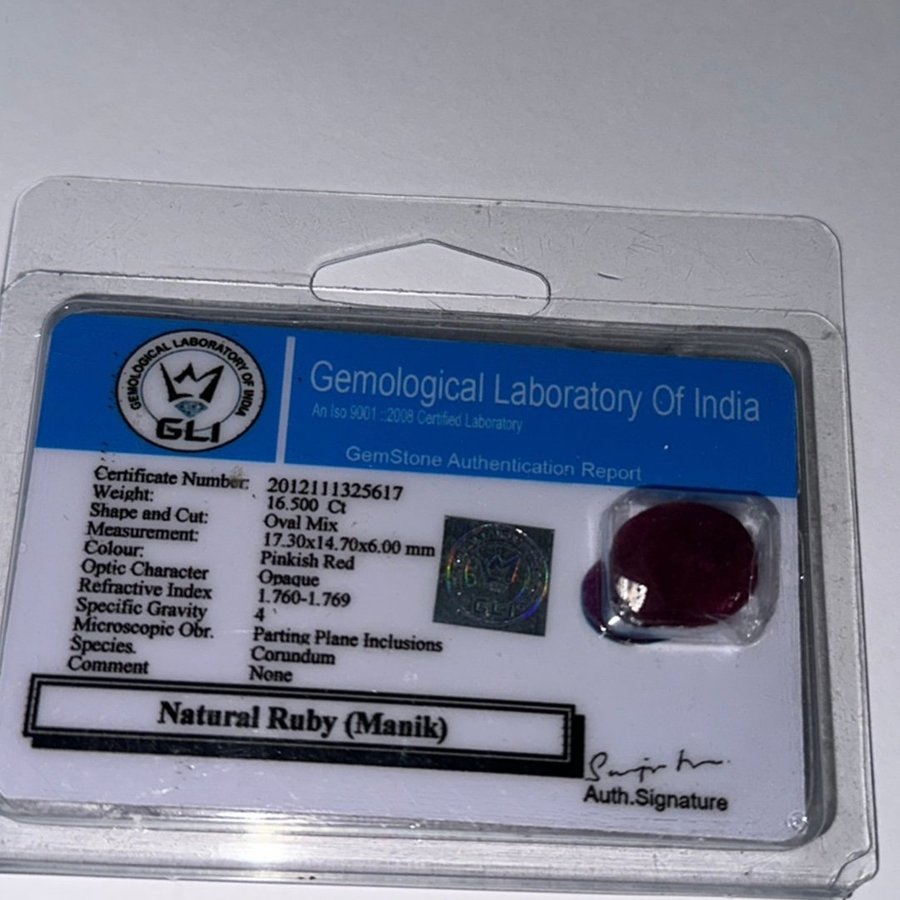 GEMOLOGICAL LABORATORY OF INDIA
GLI
Gemological Laboratory Of India
An Iso 9001 : 2008 Certified Laboratory
GemStone Authentication Report
Certificate Number: 2012111325617
Weight: 16.500 Ct
Shape and Cut: Oval Mix
Measurement: 17.30x14.70x6.00 mm
Colour: Pinkish Red
Optic Character Opaque
Refractive Index 1.760-1.769
Specific Gravity 4
Microscopic Obr. Parting Plane Inclusions
Species. Corundum
Comment None
GLI
Natural Ruby (Manik)
Auth.Signature